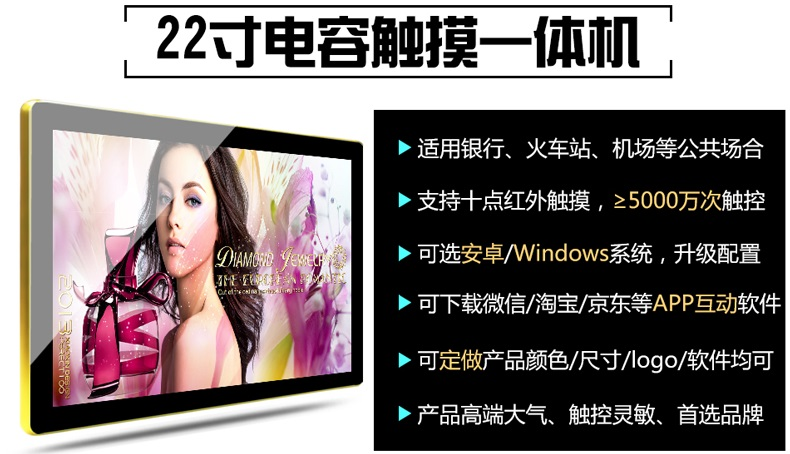 22寸电容触摸一体机
适用银行、火车站、机场等公共场合
支持十点红外触摸，≥5000万次触控
可选安卓/Windows系统，升级配置
可下载微信/淘宝/京东等APP互动软件
可定做产品颜色/尺寸/logo/软件均可
产品高端大气、触控灵敏、首选品牌
DIAMOND JEWELCH
2013